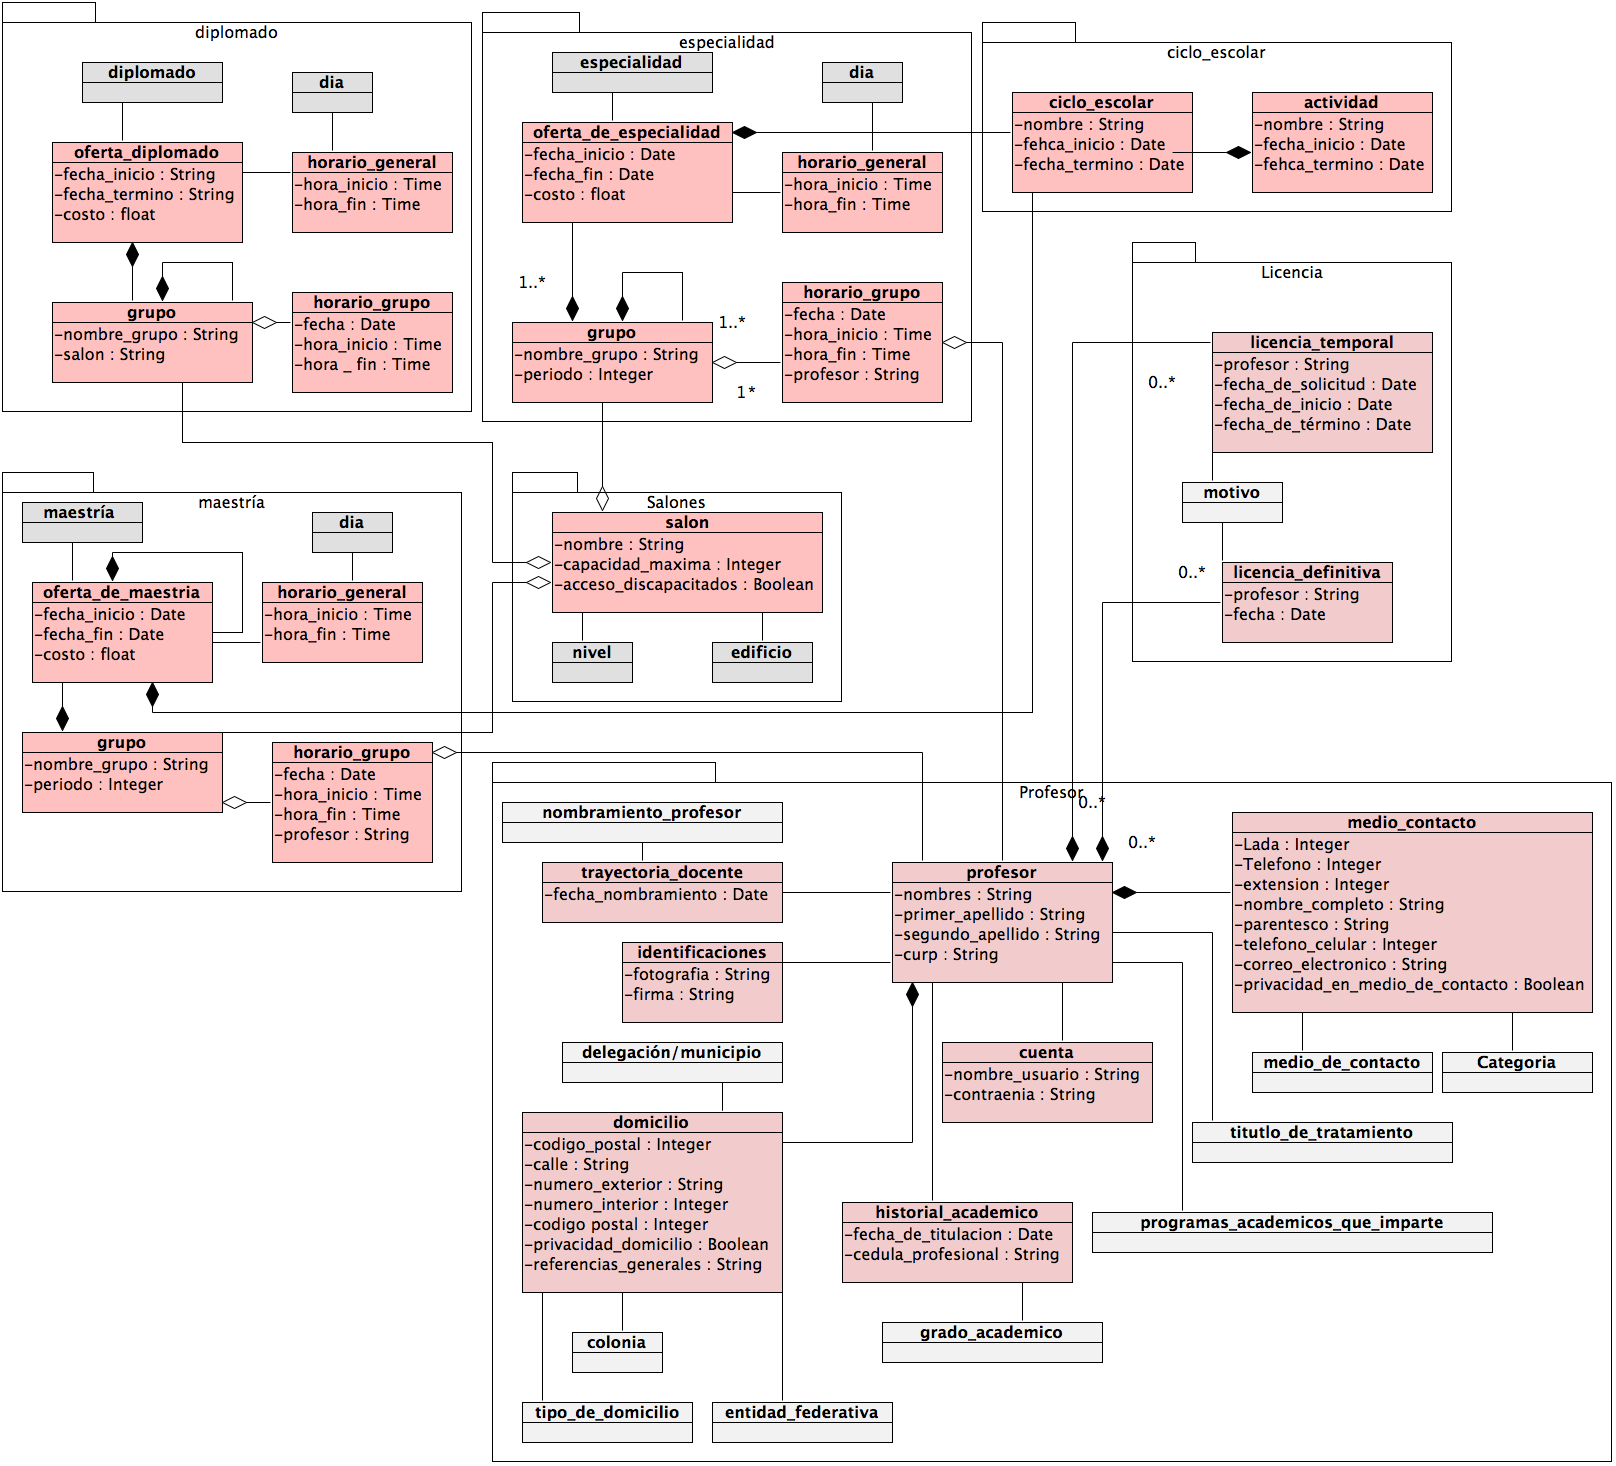 diplomado
diplomado
dia
oferta_diplomado
-fecha_inicio : String
-fecha_termino : String
-costo : float
horario_general
-hora_inicio : Time
-hora_fin : Time
grupo
-nombre_grupo : String
-salon : String
horario_grupo
-fecha : Date
-hora_inicio : Time
-hora _ fin : Time
especialidad
especialidad
dia
oferta_de_especialidad
-fecha_inicio : Date
-fecha_fin : Date
-costo : float
horario_general
-hora_inicio : Time
-hora_fin : Time
1..*
grupo
-nombre_grupo : String
-periodo : Integer
1..*
1*
horario_grupo
-fecha : Date
-hora_inicio : Time
-hora_fin : Time
-profesor : String
ciclo_escolar
ciclo_escolar
-nombre : String
-fehca_inicio : Date
-fecha_termino : Date
actividad
-nombre : String
-fecha_inicio : Date
-fehca_termino : Date
Licencia
licencia_temporal
-profesor : String
-fecha_de_solicitud : Date
-fecha_de_inicio : Date
-fecha_de_término : Date
0..*
motivo
0..*
licencia_definitiva
-profesor : String
-fecha : Date
maestría
maestría
dia
oferta_de_maestria
-fecha_inicio : Date
-fecha_fin : Date
-costo : float
horario_general
-hora_inicio : Time
-hora_fin : Time
grupo
-nombre_grupo : String
-periodo : Integer
horario_grupo
-fecha : Date
-hora_inicio : Time
-hora_fin : Time
-profesor : String
Salones
salon
-nombre : String
-capacidad_maxima : Integer
-acceso_discapacitados : Boolean
nivel
edificio
Profesor
0..*
0..*
nombramiento_profesor
trayectoria_docente
-fecha_nombramiento : Date
identificaciones
-fotografia : String
-firma : String
profesor
-nombres : String
-primer_apellido : String
-segundo_apellido : String
-curp : String
medio_contacto
-Lada : Integer
-Telefono : Integer
-extension : Integer
-nombre_completo : String
-parentesco : String
-telefono_celular : Integer
-correo_electronico : String
-privacidad_en_medio_de_contacto : Boolean
medio_de_contacto
Categoria
delegación/municipio
cuenta
-nombre_usuario : String
-contraenia : String
titutlo_de_tratamiento
domicilio
-codigo_postal : Integer
-calle : String
-numero_exterior : String
-numero_interior : Integer
-codigo postal : Integer
-privacidad_domicilio : Boolean
-referencias_generales : String
historial_academico
-fecha_de_titulacion : Date
-cedula_profesional : String
programas_academicos_que_imparte
grado_academico
colonia
tipo_de_domicilio
entidad_federativa